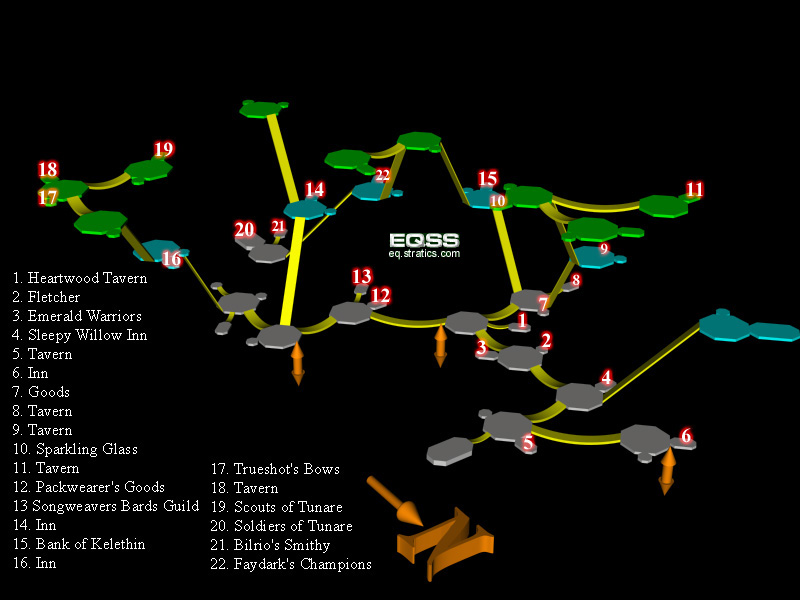 19
18
17
22
14
15
10
11
20
21
EQSS
eq.stratics.com
9
16
13
12
8
7
1
2
3
4
5
6
1. Heartwood Tavern
2. Fletcher
3. Emerald Warriors
4. Sleepy Willow Inn
5. Tavern
6. Inn
7. Goods
8. Tavern
9. Tavern
10. Sparkling Glass
11. Tavern
12. Packwearer's Goods
13 Songweavers Bards Guild
14. Inn
15. Bank of Kelethin
16. Inn
17. Trueshot's Bows
18. Tavern
19. Scouts of Tunare
20. Soldiers of Tunare
21. Bilrio's Smithy
22. Faydark's Champions
N